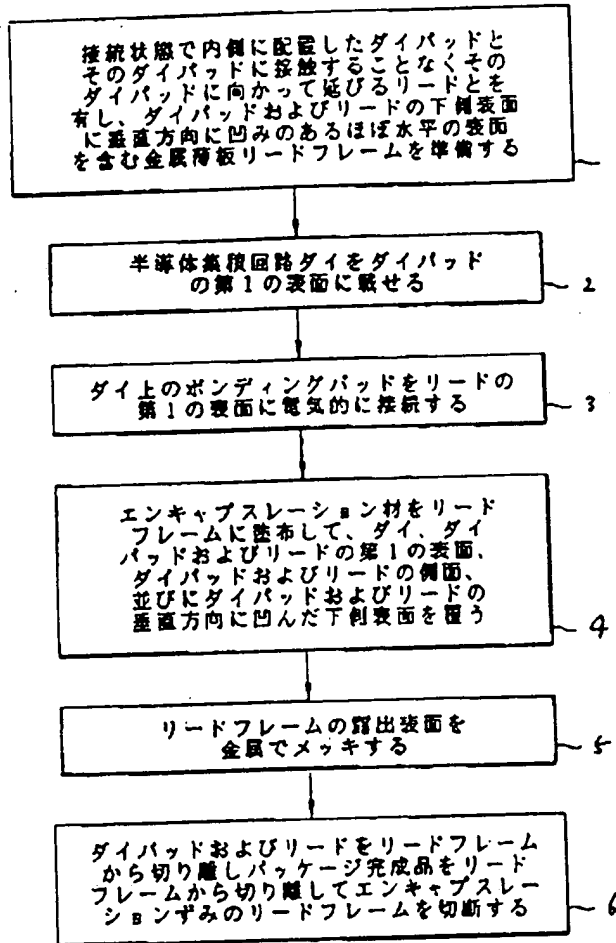 接続状態で内側に配置したダイパッドと
そのダイパッドに接触することなくその
ダイパッドに向かって延びるリードとを
有し、ダイパッドおよびリードの下側表面
に垂直方向に凹みのあるほぼ水平の表面
を含む金属薄板リードフレームを準備する
半導体集積回路ダイをダイパッド
の第1の表面に載せる
2
ダイ上のボンディングパッドをリードの
第1の表面に電気的に接続する
3
エンキャプスレーション材をリード
フレームに塗布して、ダイ、ダイ
パッドおよびリードの第1の表面、
ダイパッドおよびリードの側面、
並びにダイパッドおよびリードの
垂直方向に凹んだ下側表面を覆う
4
リードフレームの露出表面を
金属でメッキする
5
ダイパッドおよびリードをリードフレーム
から切り離しパッケージ完成品をリード
フレームから切り離してエンキャプスレー
ションずみのリードフレームを切断する
6